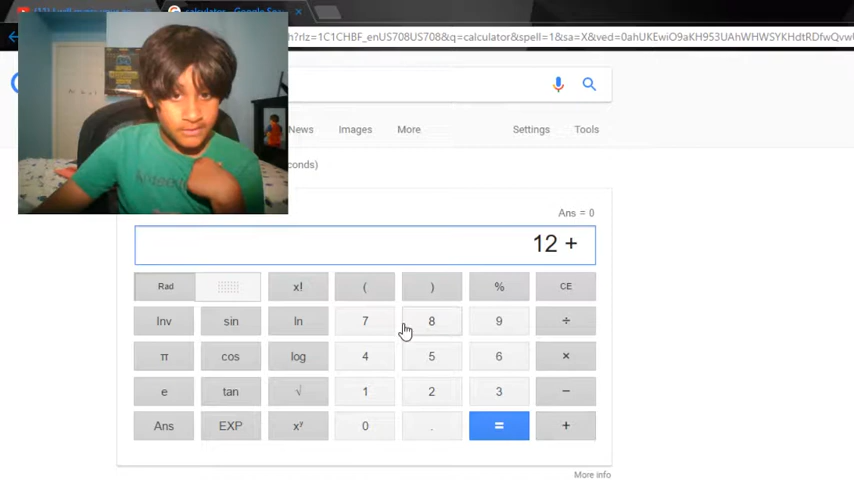 calculator - Google Sea
h?rlz=1C1CHBF_enUS708US708&q=calculator&spell=1&sa=X&ved=0ahUKEwiO9aKH953UAhWHWSYKHdtRDfwQvwU
News Images More Settings Tools
conds)
Ans = 0
12 +
Rad x! ( ) % CE
Inv sin ln 7 8 9 ÷
π cos log 4 5 6 ×
e tan √ 1 2 3 −
Ans EXP xʸ 0 . = +
More info